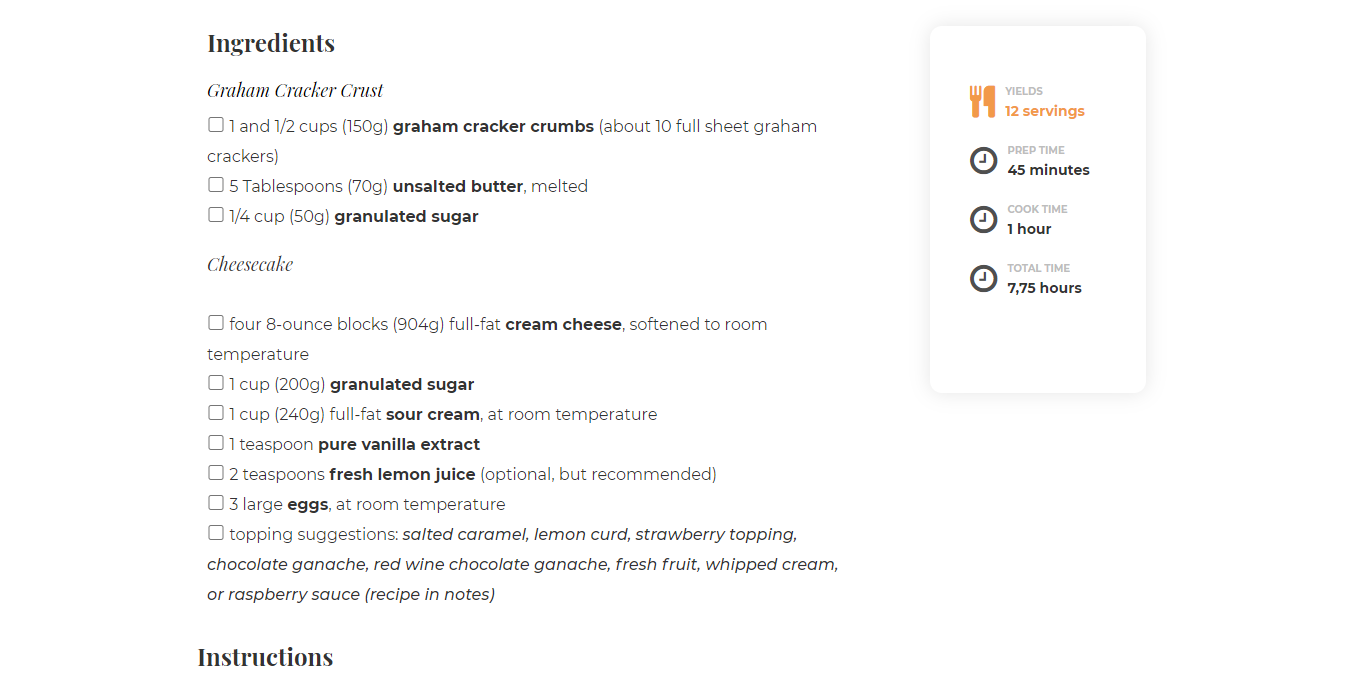 Ingredients
Graham Cracker Crust
1 and 1/2 cups (150g) graham cracker crumbs (about 10 full sheet graham
crackers)
5 Tablespoons (70g) unsalted butter, melted
1/4 cup (50g) granulated sugar
Cheesecake
four 8-ounce blocks (904g) full-fat cream cheese, softened to room
temperature
1 cup (200g) granulated sugar
1 cup (240g) full-fat sour cream, at room temperature
1 teaspoon pure vanilla extract
2 teaspoons fresh lemon juice (optional, but recommended)
3 large eggs, at room temperature
topping suggestions: salted caramel, lemon curd, strawberry topping,
chocolate ganache, red wine chocolate ganache, fresh fruit, whipped cream,
or raspberry sauce (recipe in notes)
Instructions
YIELDS
12 servings
PREP TIME
45 minutes
COOK TIME
1 hour
TOTAL TIME
7,75 hours